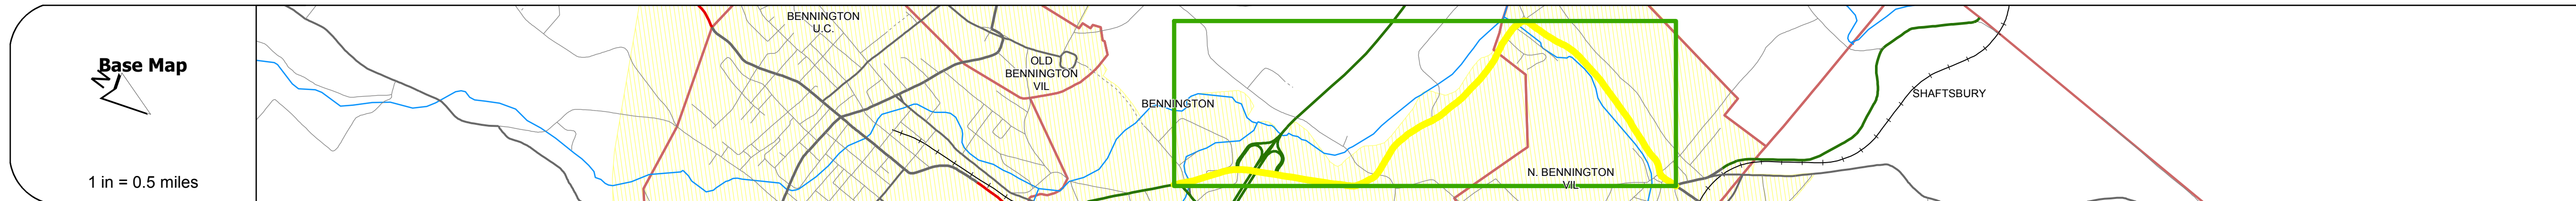 Base Map
N
1 in = 0.5 miles
BENNINGTON
U.C.
OLD
BENNINGTON
VIL
BENNINGTON
N. BENNINGTON
VIL
SHAFTSBURY